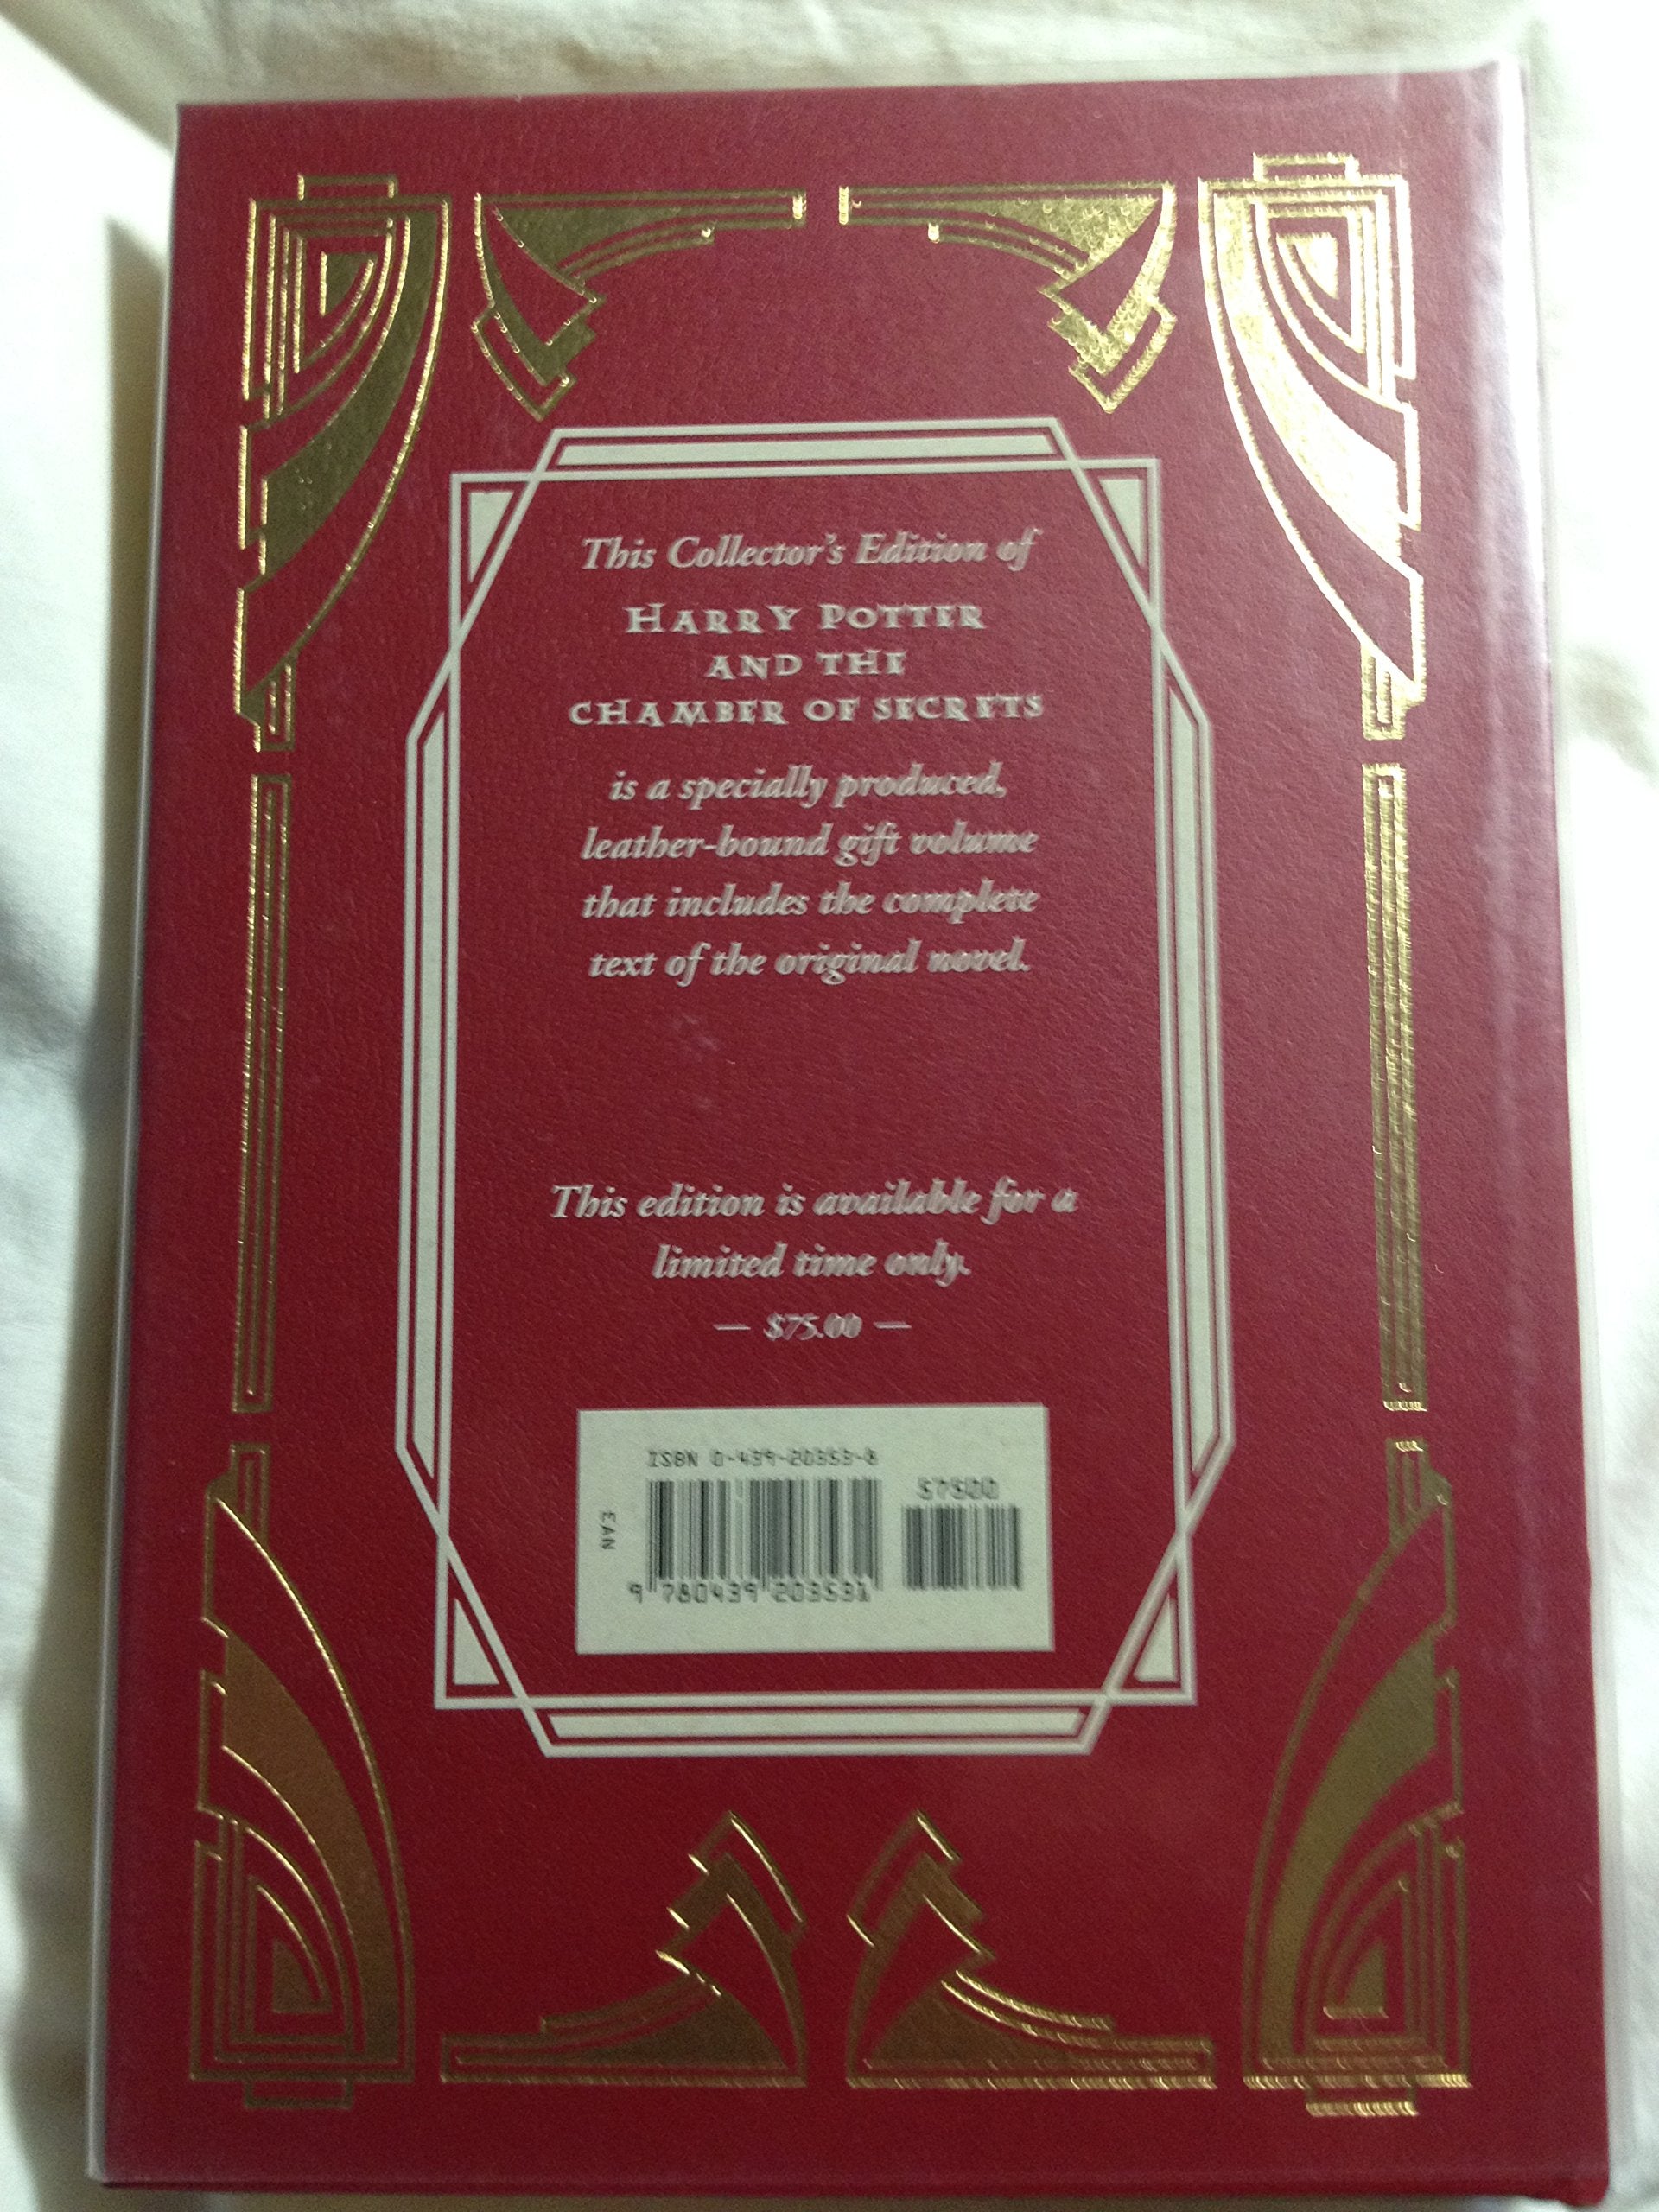 This Collector's Edition of
HARRY POTTER
AND THE
CHAMBER OF SECRETS
is a specially produced,
leather-bound gift volume
that includes the complete
text of the original novel.
This edition is available for a
limited time only.
— $75.00 —
ISBN 0-439-20353-8
57500
EAN
9 780439 203531